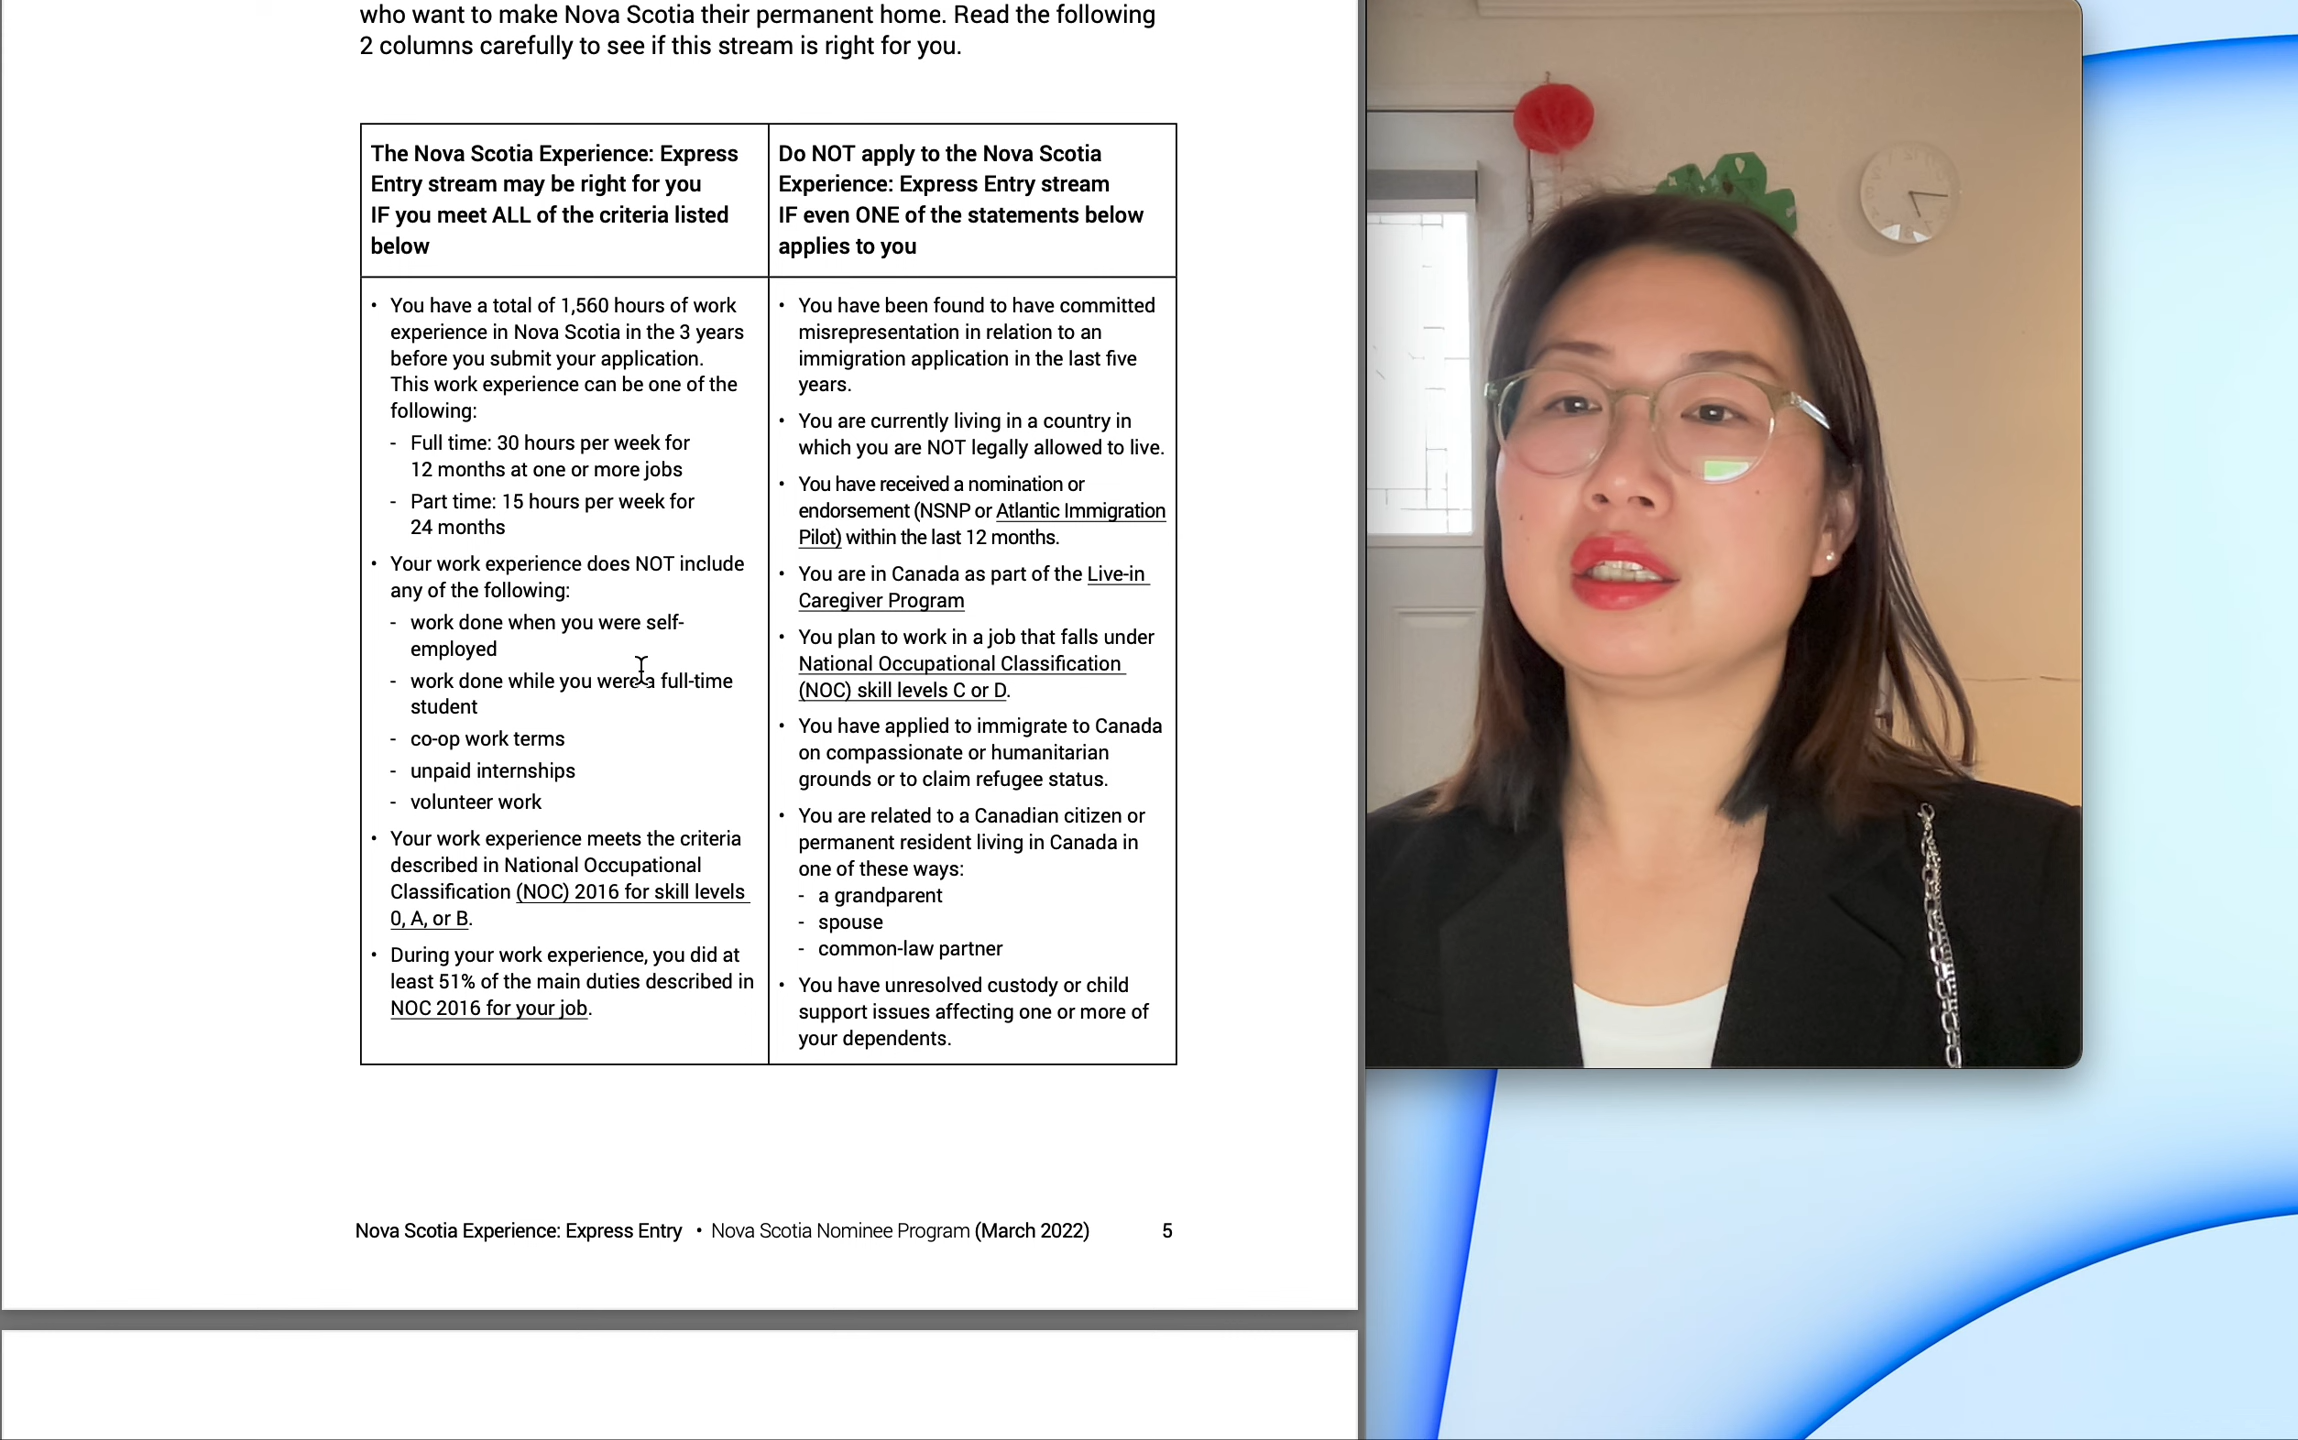 who want to make Nova Scotia their permanent home. Read the following
2 columns carefully to see if this stream is right for you.
The Nova Scotia Experience: Express
Entry stream may be right for you
IF you meet ALL of the criteria listed
below
• You have a total of 1,560 hours of work
experience in Nova Scotia in the 3 years
before you submit your application.
This work experience can be one of the
following:
- Full time: 30 hours per week for
12 months at one or more jobs
- Part time: 15 hours per week for
24 months
• Your work experience does NOT include
any of the following:
- work done when you were self-
employed
- work done while you were a full-time
student
- co-op work terms
- unpaid internships
- volunteer work
• Your work experience meets the criteria
described in National Occupational
Classification (NOC) 2016 for skill levels
0, A, or B.
• During your work experience, you did at
least 51% of the main duties described in
NOC 2016 for your job.
Do NOT apply to the Nova Scotia
Experience: Express Entry stream
IF even ONE of the statements below
applies to you
• You have been found to have committed
misrepresentation in relation to an
immigration application in the last five
years.
• You are currently living in a country in
which you are NOT legally allowed to live.
• You have received a nomination or
endorsement (NSNP or Atlantic Immigration
Pilot) within the last 12 months.
• You are in Canada as part of the Live-in
Caregiver Program
• You plan to work in a job that falls under
National Occupational Classification
(NOC) skill levels C or D.
• You have applied to immigrate to Canada
on compassionate or humanitarian
grounds or to claim refugee status.
• You are related to a Canadian citizen or
permanent resident living in Canada in
one of these ways:
- a grandparent
- spouse
- common-law partner
• You have unresolved custody or child
support issues affecting one or more of
your dependents.
Nova Scotia Experience: Express Entry • Nova Scotia Nominee Program (March 2022) 5